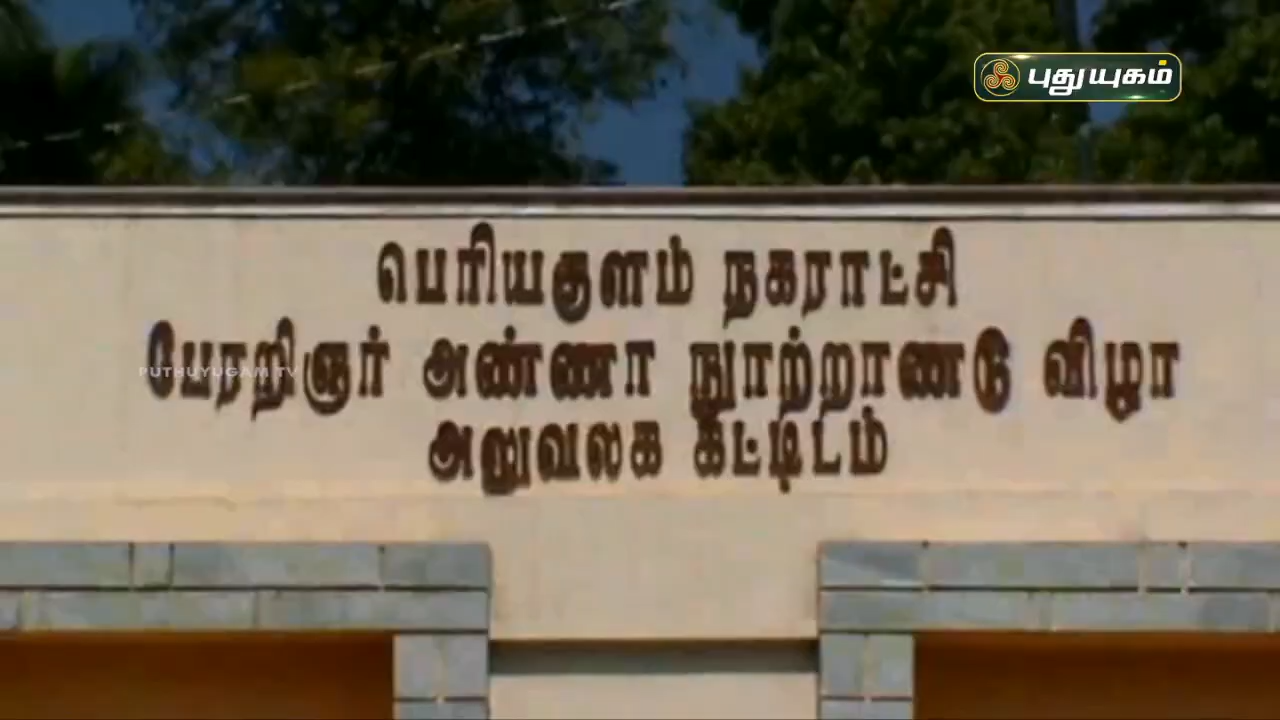 புதுயுகம்
பெரியகுளம் நகராட்சி
பேரறிஞர் அண்ணா நூற்றாண்டு விழா
PUTHUYUGAM TV
அலுவலக கட்டிடம்